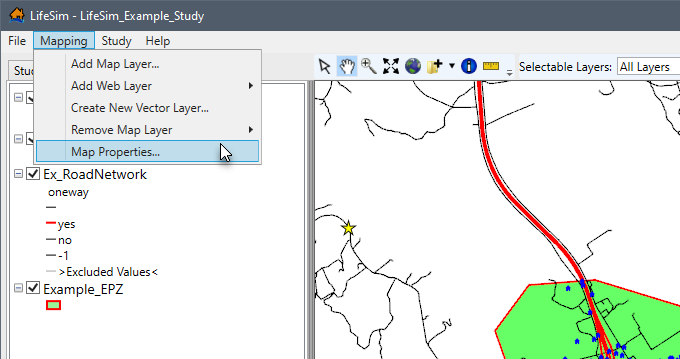 LifeSim - LifeSim_Example_Study
File Mapping Study Help
Add Map Layer...
Add Web Layer
Create New Vector Layer...
Remove Map Layer
Map Properties...
Selectable Layers: All Layers
Ex_RoadNetwork
oneway
yes
no
-1
>Excluded Values<
Example_EPZ